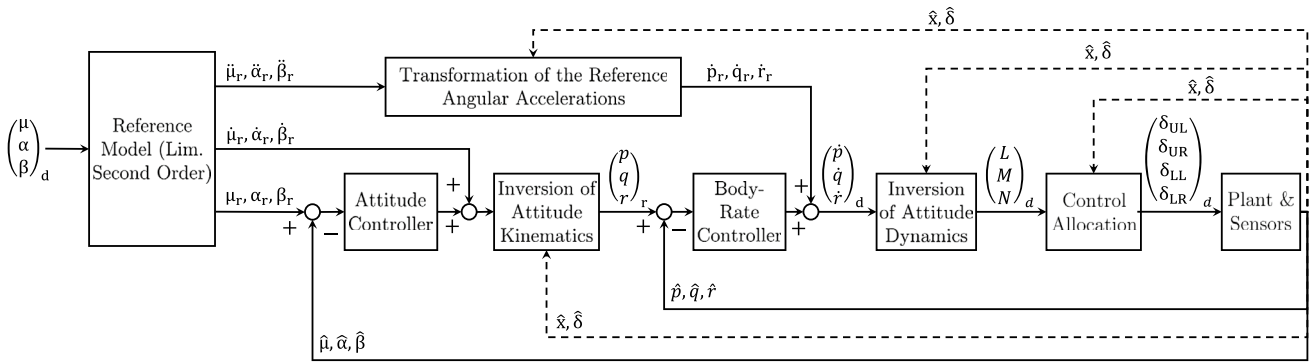 x̂, δ̂
x̂, δ̂
x̂, δ̂
μ̈r, α̈r, β̈r
Transformation of the Reference
Angular Accelerations
ṗr, q̇r, ṙr
(μ
α
β)d
Reference
Model (Lim.
Second Order)
μ̇r, α̇r, β̇r
μr, αr, βr
+
−
Attitude
Controller
+
+
Inversion of
Attitude
Kinematics
(p
q
r)r
+
−
Body-
Rate
Controller
+
+
(ṗ
q̇
ṙ)d
Inversion
of Attitude
Dynamics
(L
M
N)d
Control
Allocation
(δUL
δUR
δLL
δLR)d
Plant &
Sensors
p̂, q̂, r̂
x̂, δ̂
μ̂, α̂, β̂